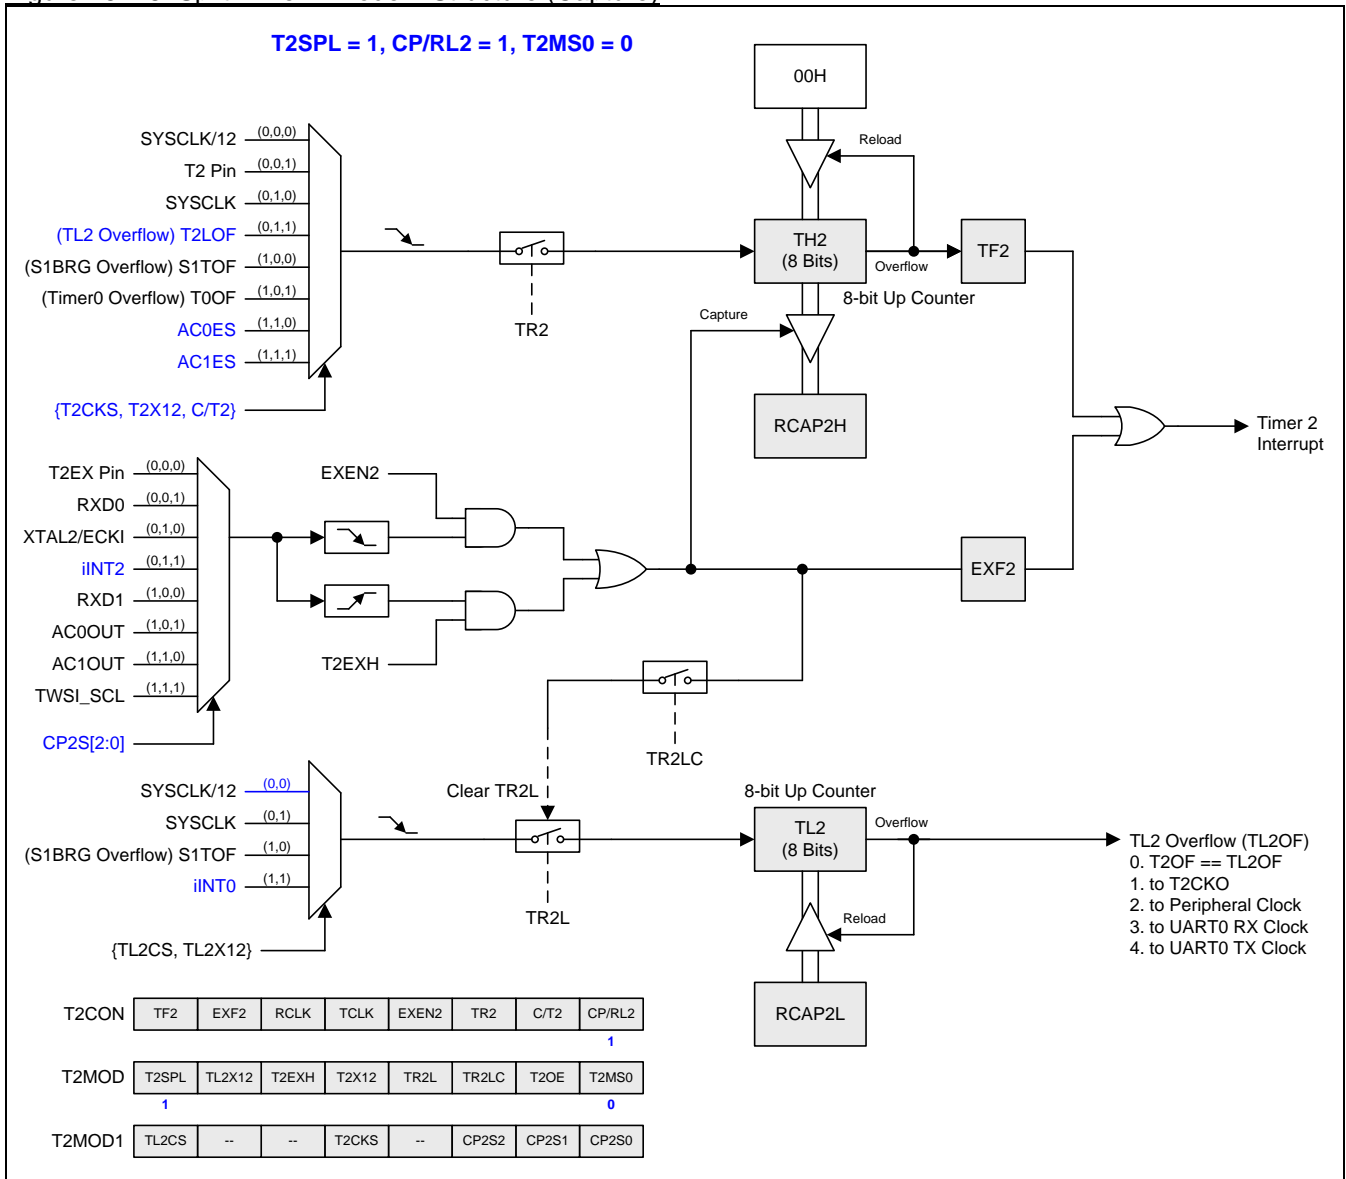 T2SPL = 1, CP/RL2 = 1, T2MS0 = 0
00H
Reload
SYSCLK/12 (0,0,0)
T2 Pin (0,0,1)
SYSCLK (0,1,0)
(TL2 Overflow) T2LOF (0,1,1)
(S1BRG Overflow) S1TOF (1,0,0)
(Timer0 Overflow) T0OF (1,0,1)
AC0ES (1,1,0)
AC1ES (1,1,1)
{T2CKS, T2X12, C/T2}
TR2
TH2
(8 Bits)
Overflow
TF2
8-bit Up Counter
Capture
RCAP2H
Timer 2
Interrupt
T2EX Pin (0,0,0)
RXD0 (0,0,1)
XTAL2/ECKI (0,1,0)
iINT2 (0,1,1)
RXD1 (1,0,0)
AC0OUT (1,0,1)
AC1OUT (1,1,0)
TWSI_SCL (1,1,1)
CP2S[2:0]
EXEN2
T2EXH
EXF2
TR2LC
Clear TR2L
SYSCLK/12 (0,0)
SYSCLK (0,1)
(S1BRG Overflow) S1TOF (1,0)
iINT0 (1,1)
{TL2CS, TL2X12}
TR2L
8-bit Up Counter
TL2
(8 Bits)
Overflow
Reload
RCAP2L
TL2 Overflow (TL2OF)
0. T2OF == TL2OF
1. to T2CKO
2. to Peripheral Clock
3. to UART0 RX Clock
4. to UART0 TX Clock
T2CON TF2 EXF2 RCLK TCLK EXEN2 TR2 C/T2 CP/RL2
1
T2MOD T2SPL TL2X12 T2EXH T2X12 TR2L TR2LC T2OE T2MS0
1 0
T2MOD1 TL2CS -- -- T2CKS -- CP2S2 CP2S1 CP2S0